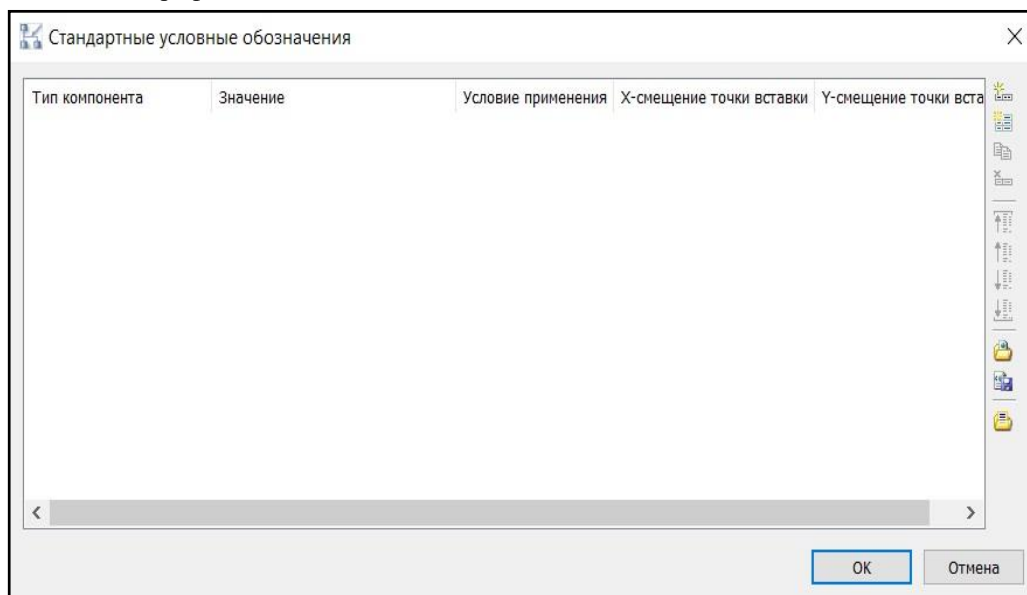 Стандартные условные обозначения
Тип компонента Значение Условие применения X-смещение точки вставки Y-смещение точки вста
OK Отмена